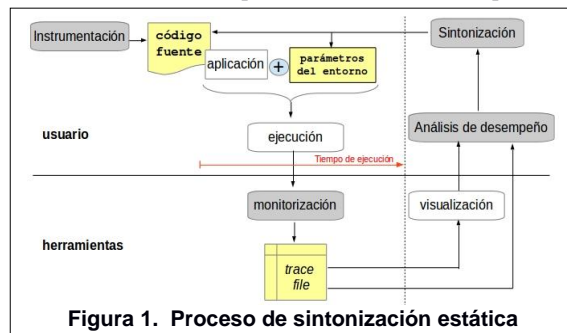 Instrumentación
código
fuente
aplicación
+
parámetros
del entorno
Sintonización
usuario
ejecución
Análisis de desempeño
Tiempo de ejecución
monitorización
visualización
herramientas
trace
file
Figura 1. Proceso de sintonización estática